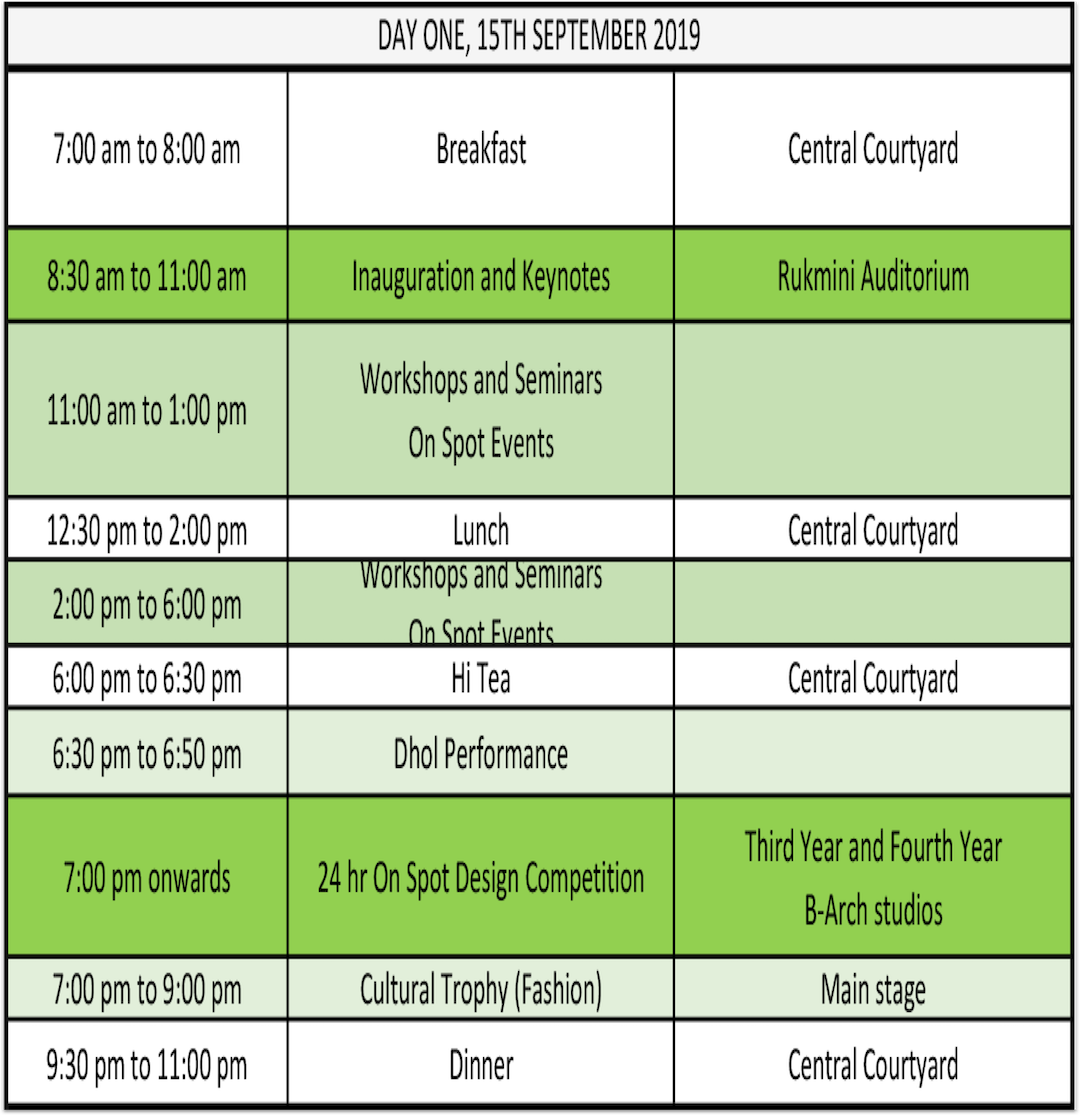 DAY ONE, 15TH SEPTEMBER 2019
7:00 am to 8:00 am Breakfast Central Courtyard
8:30 am to 11:00 am Inauguration and Keynotes Rukmini Auditorium
11:00 am to 1:00 pm Workshops and Seminars
On Spot Events
12:30 pm to 2:00 pm Lunch Central Courtyard
2:00 pm to 6:00 pm Workshops and Seminars
On Spot Events
6:00 pm to 6:30 pm Hi Tea Central Courtyard
6:30 pm to 6:50 pm Dhol Performance
7:00 pm onwards 24 hr On Spot Design Competition Third Year and Fourth Year
B-Arch studios
7:00 pm to 9:00 pm Cultural Trophy (Fashion) Main stage
9:30 pm to 11:00 pm Dinner Central Courtyard